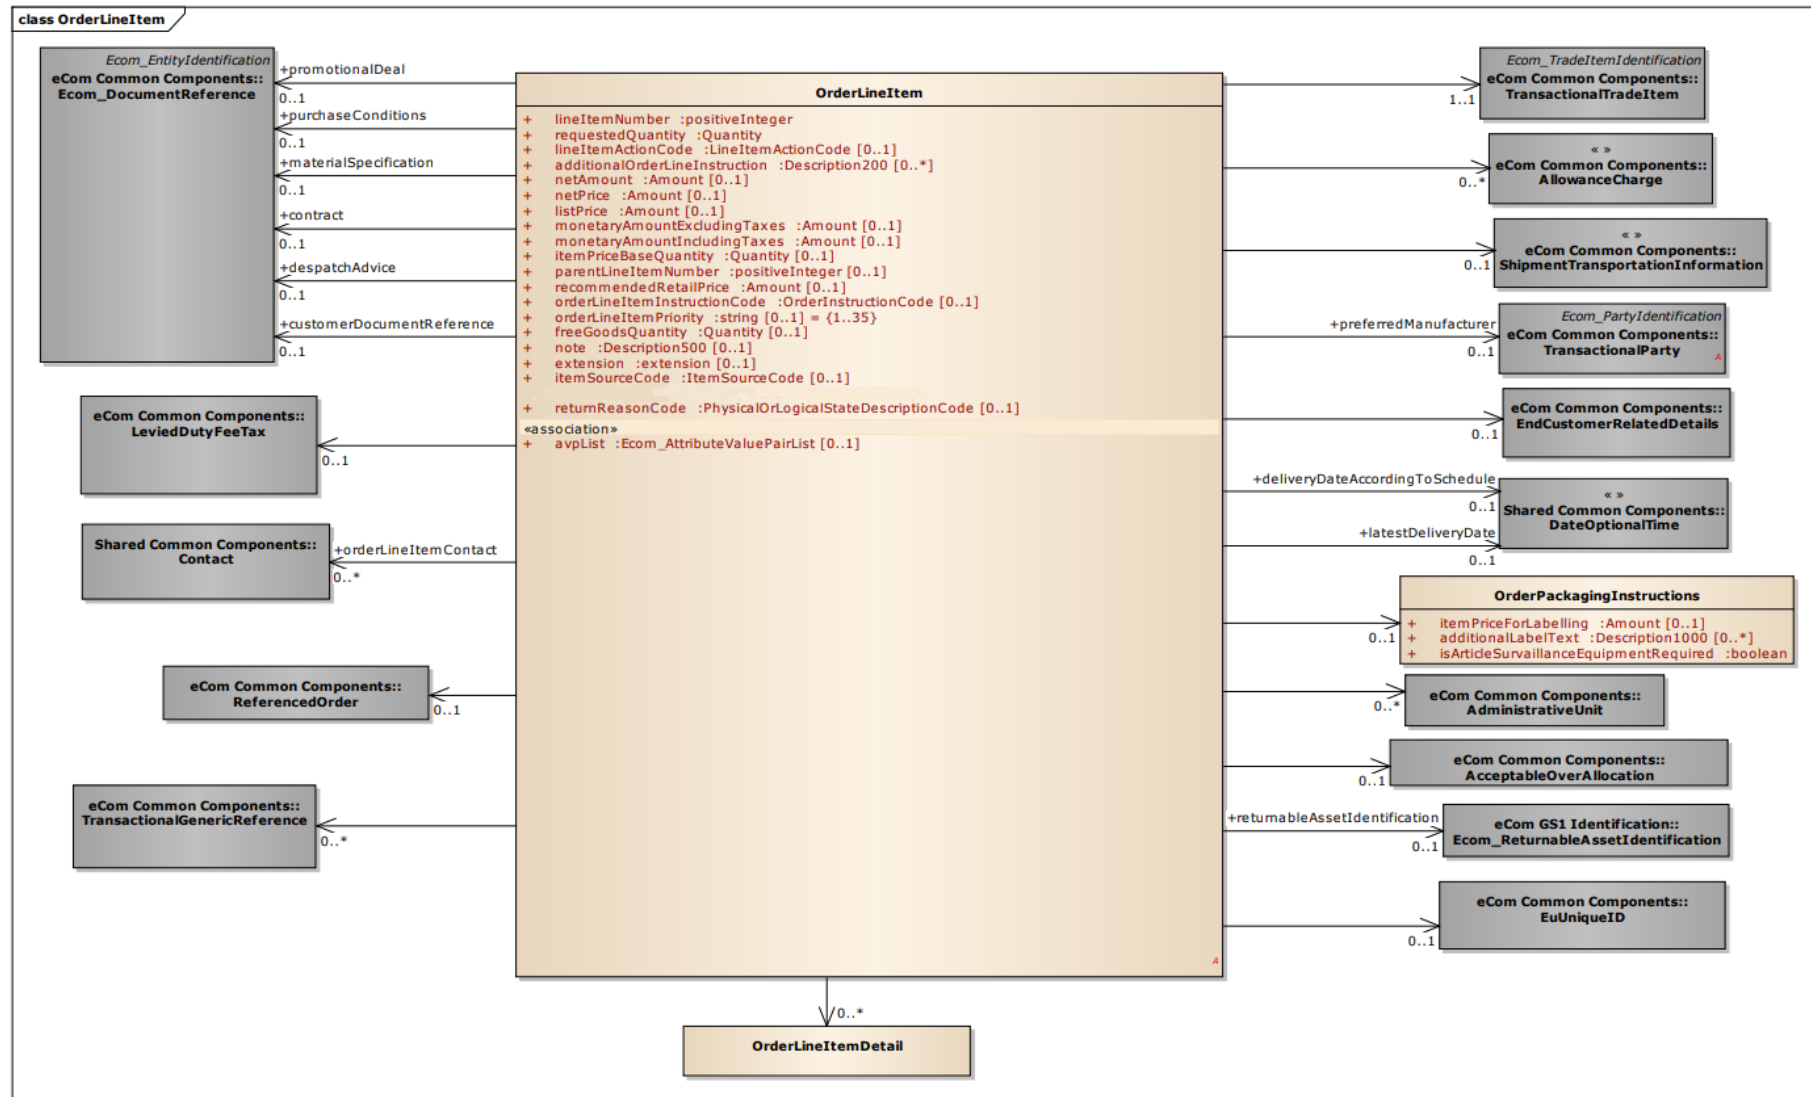 class OrderLineItem
Ecom_EntityIdentification
eCom Common Components::
Ecom_DocumentReference
+promotionalDeal
0..1
+purchaseConditions
0..1
+materialSpecification
0..1
+contract
0..1
+despatchAdvice
0..1
+customerDocumentReference
0..1
eCom Common Components::
LeviedDutyFeeTax
0..1
Shared Common Components::
Contact
+orderLineItemContact
0..*
eCom Common Components::
ReferencedOrder
0..1
eCom Common Components::
TransactionalGenericReference
0..*
OrderLineItem
+ lineItemNumber :positiveInteger
+ requestedQuantity :Quantity
+ lineItemActionCode :LineItemActionCode [0..1]
+ additionalOrderLineInstruction :Description200 [0..*]
+ netAmount :Amount [0..1]
+ netPrice :Amount [0..1]
+ listPrice :Amount [0..1]
+ monetaryAmountExcludingTaxes :Amount [0..1]
+ monetaryAmountIncludingTaxes :Amount [0..1]
+ itemPriceBaseQuantity :Quantity [0..1]
+ parentLineItemNumber :positiveInteger [0..1]
+ recommendedRetailPrice :Amount [0..1]
+ orderLineItemInstructionCode :OrderInstructionCode [0..1]
+ orderLineItemPriority :string [0..1] = {1..35}
+ freeGoodsQuantity :Quantity [0..1]
+ note :Description500 [0..1]
+ extension :extension [0..1]
+ itemSourceCode :ItemSourceCode [0..1]
+ returnReasonCode :PhysicalOrLogicalStateDescriptionCode [0..1]
«association»
+ avpList :Ecom_AttributeValuePairList [0..1]
A
0..*
OrderLineItemDetail
Ecom_TradeItemIdentification
eCom Common Components::
TransactionalTradeItem
1..1
« »
eCom Common Components::
AllowanceCharge
0..*
« »
eCom Common Components::
ShipmentTransportationInformation
0..1
Ecom_PartyIdentification
eCom Common Components::
TransactionalParty
A
+preferredManufacturer
0..1
eCom Common Components::
EndCustomerRelatedDetails
0..1
+deliveryDateAccordingToSchedule
0..1
« »
Shared Common Components::
DateOptionalTime
+latestDeliveryDate
0..1
OrderPackagingInstructions
+ itemPriceForLabelling :Amount [0..1]
+ additionalLabelText :Description1000 [0..*]
+ isArticleSurvaillanceEquipmentRequired :boolean
0..1
eCom Common Components::
AdministrativeUnit
0..*
eCom Common Components::
AcceptableOverAllocation
0..1
+returnableAssetIdentification
0..1
eCom GS1 Identification::
Ecom_ReturnableAssetIdentification
eCom Common Components::
EuUniqueID
0..1